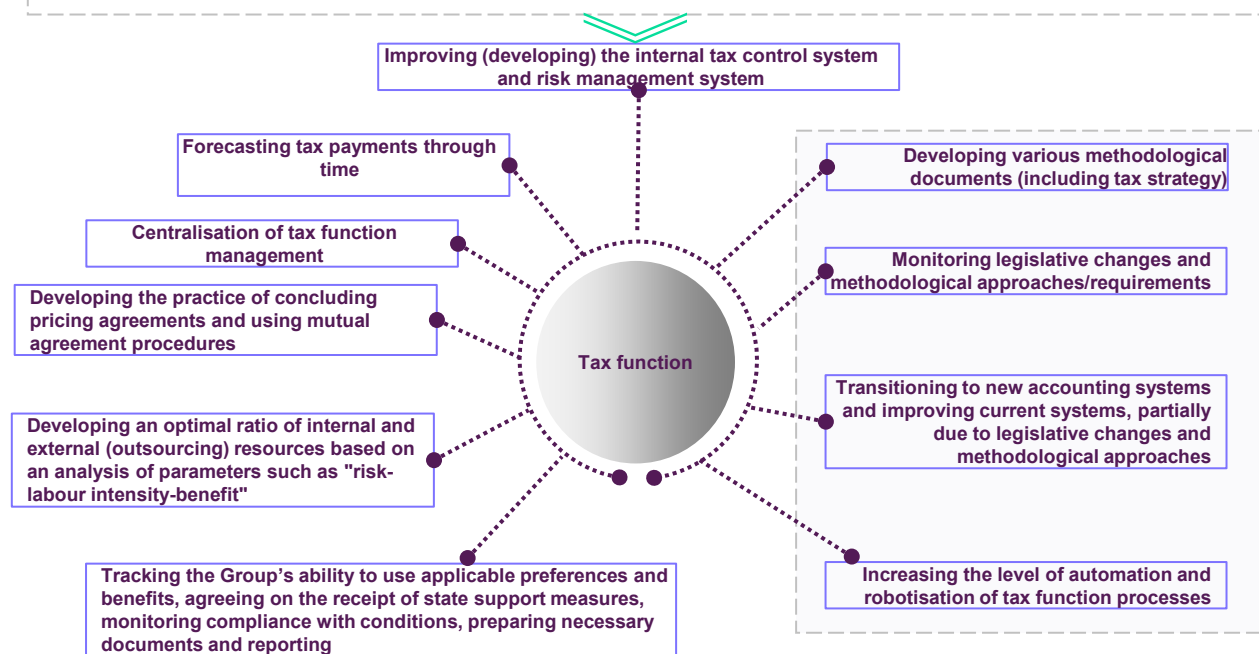 Improving (developing) the internal tax control system
and risk management system
Forecasting tax payments through
time
Centralisation of tax function
management
Developing the practice of concluding
pricing agreements and using mutual
agreement procedures
Developing an optimal ratio of internal and
external (outsourcing) resources based on
an analysis of parameters such as "risk-
labour intensity-benefit"
Tracking the Group’s ability to use applicable preferences and
benefits, agreeing on the receipt of state support measures,
monitoring compliance with conditions, preparing necessary
documents and reporting
Tax function
Developing various methodological
documents (including tax strategy)
Monitoring legislative changes and
methodological approaches/requirements
Transitioning to new accounting systems
and improving current systems, partially
due to legislative changes and
methodological approaches
Increasing the level of automation and
robotisation of tax function processes